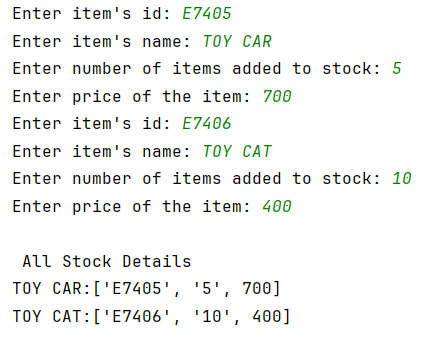 Enter item's id: E7405
Enter item's name: TOY CAR
Enter number of items added to stock: 5
Enter price of the item: 700
Enter item's id: E7406
Enter item's name: TOY CAT
Enter number of items added to stock: 10
Enter price of the item: 400
All Stock Details
TOY CAR:['E7405', '5', 700]
TOY CAT:['E7406', '10', 400]